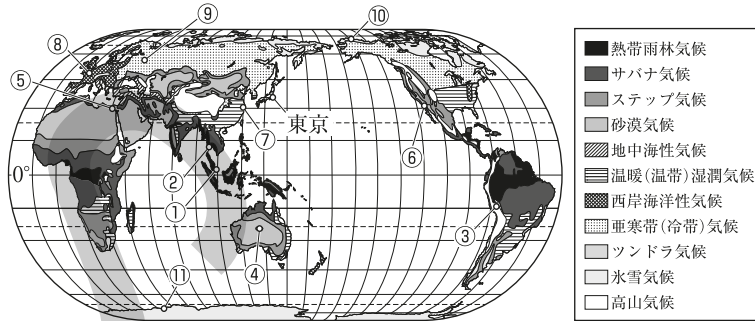 ⑨
⑩
⑧
⑤
東京
⑦
⑥
②
0°
①
③
④
⑪
熱帯雨林気候
サバナ気候
ステップ気候
砂漠気候
地中海性気候
温暖(温帯)湿潤気候
西岸海洋性気候
亜寒帯(冷帯)気候
ツンドラ気候
氷雪気候
高山気候